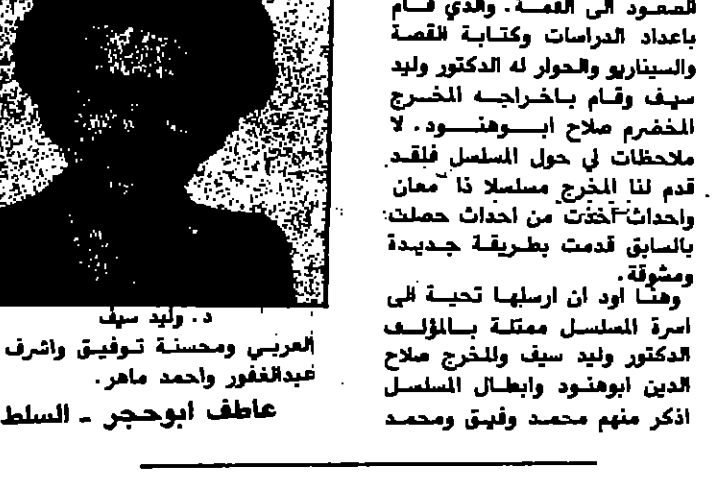 للصعود الى القمة. والذي قام
باعداد الدراسات وكتابة القصة
والسيناريو والحوار له الدكتور وليد
سيف وقام باخراجه المخرج
المخضرم صلاح ابوهنود. لا
ملاحظات لي حول المسلسل فلقد
قدم لنا المخرج مسلسلا ذا معان
واحداث اخذت من احداث حصلت
بالسابق قدمت بطريقة جديدة
ومشوقة.
وهنا اود ان ارسلها تحية الى
اسرة المسلسل ممثلة بالمؤلف
الدكتور وليد سيف والمخرج صلاح
الدين ابوهنود وابطال المسلسل
اذكر منهم محمد وفيق ومحمد
د. وليد سيف
العربي ومحسنة توفيق واشرف
عبدالغفور واحمد ماهر.
عاطف ابوحجر - السلط